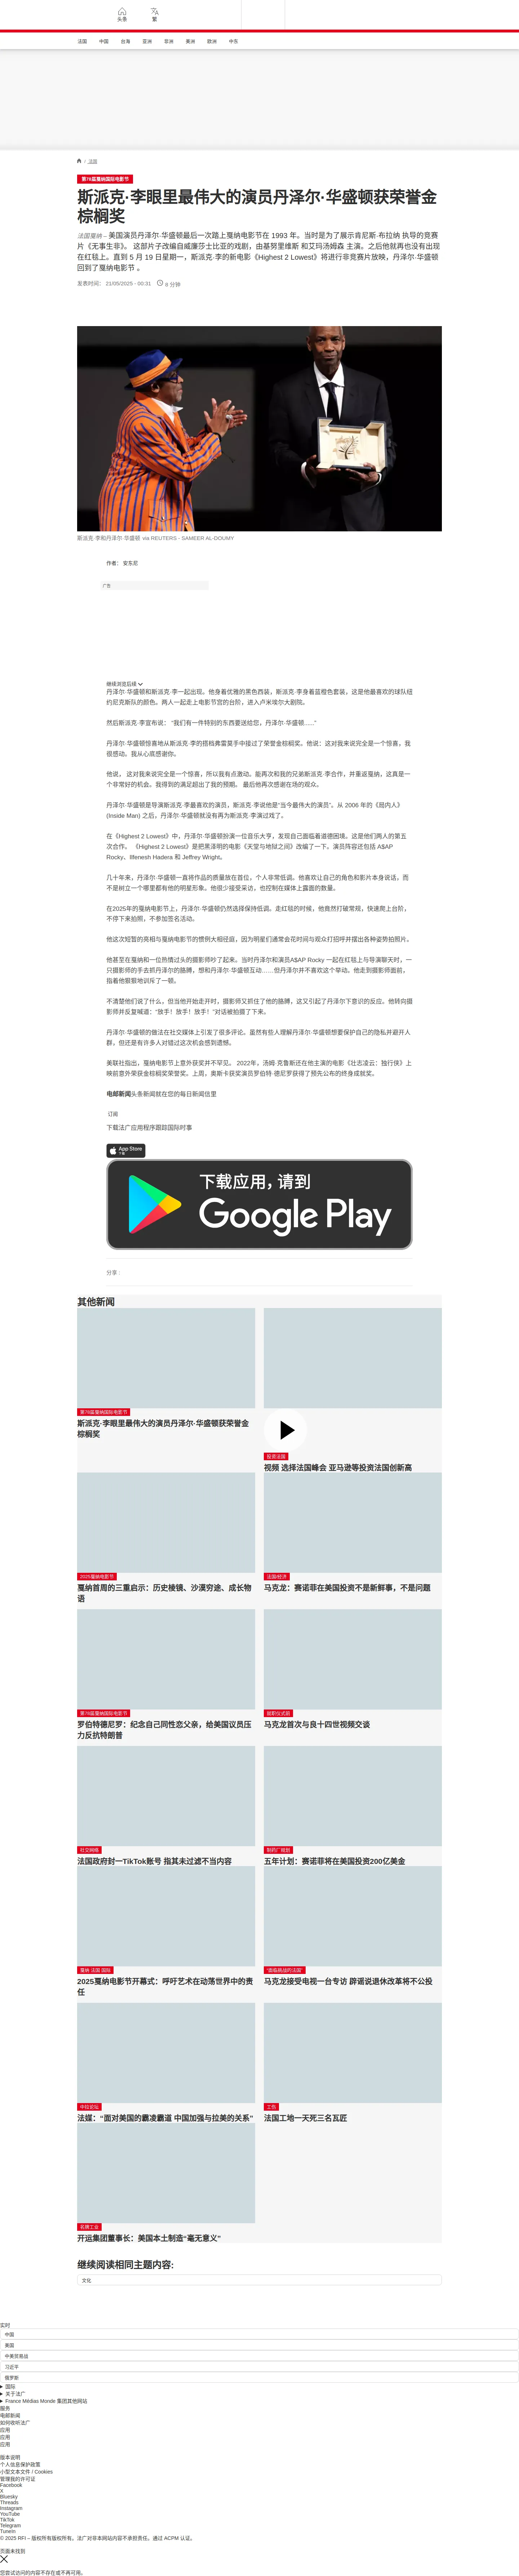 头条
繁
法国
中国
台海
亚洲
非洲
美洲
欧洲
中东
/ 法国
第78届戛纳国际电影节
斯派克·李眼里最伟大的演员丹泽尔·华盛顿获荣誉金
棕榈奖
法国戛纳 – 美国演员丹泽尔·华盛顿最后一次踏上戛纳电影节在 1993 年。当时是为了展示肯尼斯·布拉纳 执导的竞赛
片《无事生非》。 这部片子改编自威廉莎士比亚的戏剧，由基努里维斯 和艾玛汤姆森 主演。之后他就再也没有出现
在红毯上。直到 5 月 19 日星期一，斯派克·李的新电影《Highest 2 Lowest》将进行非竞赛片放映，丹泽尔·华盛顿
回到了戛纳电影节 。
发表时间： 21/05/2025 - 00:31
8 分钟
斯派克·李和丹泽尔·华盛顿 via REUTERS - SAMEER AL-DOUMY
作者： 安东尼
广告
继续浏览后续
丹泽尔·华盛顿和斯派克·李一起出现。他身着优雅的黑色西装，斯派克·李身着蓝橙色套装，这是他最喜欢的球队纽
约尼克斯队的颜色。两人一起走上电影节宫的台阶，进入卢米埃尔大剧院。
然后斯派克·李宣布说： “我们有一件特别的东西要送给您，丹泽尔·华盛顿......”
丹泽尔·华盛顿惊喜地从斯派克·李的搭档弗雷莫手中接过了荣誉金棕榈奖。他说：这对我来说完全是一个惊喜，我
很感动。我从心底感谢你。
他说， 这对我来说完全是一个惊喜，所以我有点激动。能再次和我的兄弟斯派克·李合作，并重返戛纳，这真是一
个非常好的机会。我得到的满足超出了我的预期。 最后他再次感谢在场的观众。
丹泽尔·华盛顿是导演斯派克·李最喜欢的演员，斯派克·李说他是“当今最伟大的演员”。从 2006 年的《局内人》
(Inside Man) 之后，丹泽尔·华盛顿就没有再为斯派克·李演过戏了。
在《Highest 2 Lowest》中，丹泽尔·华盛顿扮演一位音乐大亨，发现自己面临着道德困境。这是他们两人的第五
次合作。 《Highest 2 Lowest》是把黑泽明的电影《天堂与地狱之间》改编了一下。演员阵容还包括 A$AP
Rocky、Ilfenesh Hadera 和 Jeffrey Wright。
几十年来，丹泽尔·华盛顿一直将作品的质量放在首位，个人非常低调。他喜欢让自己的角色和影片本身说话，而
不是树立一个哪里都有他的明星形象。他很少接受采访，也控制在媒体上露面的数量。
在2025年的戛纳电影节上，丹泽尔·华盛顿仍然选择保持低调。走红毯的时候，他竟然打破常规，快速爬上台阶，
不停下来拍照，不参加签名活动。
他这次短暂的亮相与戛纳电影节的惯例大相径庭，因为明星们通常会花时间与观众打招呼并摆出各种姿势拍照片。
他甚至在戛纳和一位热情过头的摄影师吵了起来。当时丹泽尔和演员A$AP Rocky 一起在红毯上与导演聊天时，一
只摄影师的手去抓丹泽尔的胳膊，想和丹泽尔·华盛顿互动......但丹泽尔并不喜欢这个举动。他走到摄影师面前，
指着他狠狠地训斥了一顿。
不清楚他们说了什么，但当他开始走开时，摄影师又抓住了他的胳膊，这又引起了丹泽尔下意识的反应。他转向摄
影师并反复喊道：“放手！放手！放手！”对话被拍摄了下来。
丹泽尔·华盛顿的做法在社交媒体上引发了很多评论。虽然有些人理解丹泽尔·华盛顿想要保护自己的隐私并避开人
群，但还是有许多人对错过这次机会感到遗憾。
美联社指出，戛纳电影节上意外获奖并不罕见。 2022年，汤姆·克鲁斯还在他主演的电影《壮志凌云：独行侠》上
映前意外荣获金棕榈奖荣誉奖。上周，奥斯卡获奖演员罗伯特·德尼罗获得了预先公布的终身成就奖。
电邮新闻头条新闻就在您的每日新闻信里
订阅
下载法广应用程序跟踪国际时事
App Store
下载
下载应用，请到
Google Play
分享 :
其他新闻
第78届戛纳国际电影节
斯派克·李眼里最伟大的演员丹泽尔·华盛顿获荣誉金
棕榈奖
投资法国
视频 选择法国峰会 亚马逊等投资法国创新高
2025戛纳电影节
戛纳首周的三重启示：历史棱镜、沙漠穷途、成长物
语
法国/经济
马克龙：赛诺菲在美国投资不是新鲜事，不是问题
第78届戛纳国际电影节
罗伯特德尼罗：纪念自己同性恋父亲，给美国议员压
力反抗特朗普
就职仪式前
马克龙首次与良十四世视频交谈
社交网络
法国政府封一TikTok账号 指其未过滤不当内容
制药厂规划
五年计划：赛诺菲将在美国投资200亿美金
戛纳 法国 国际
2025戛纳电影节开幕式：呼吁艺术在动荡世界中的责
任
“面临挑战的法国”
马克龙接受电视一台专访 辟谣说退休改革将不公投
中拉论坛
法媒：“面对美国的霸凌霸道 中国加强与拉美的关系”
工伤
法国工地一天死三名瓦匠
名牌工业
开运集团董事长：美国本土制造“毫无意义”
继续阅读相同主题内容:
文化
实时
中国
美国
中美贸易战
习近平
俄罗斯
国际
关于法广
France Médias Monde 集团其他网站
服务
电邮新闻
如何收听法广
应用
应用
应用
版本说明
个人信息保护政策
小型文本文件 / Cookies
管理我的许可证
Facebook
X
Bluesky
Threads
Instagram
YouTube
TikTok
Telegram
TuneIn
© 2025 RFI – 版权所有版权所有。法广对非本网站内容不承担责任。通过 ACPM 认证。
页面未找到
您尝试访问的内容不存在或不再可用。